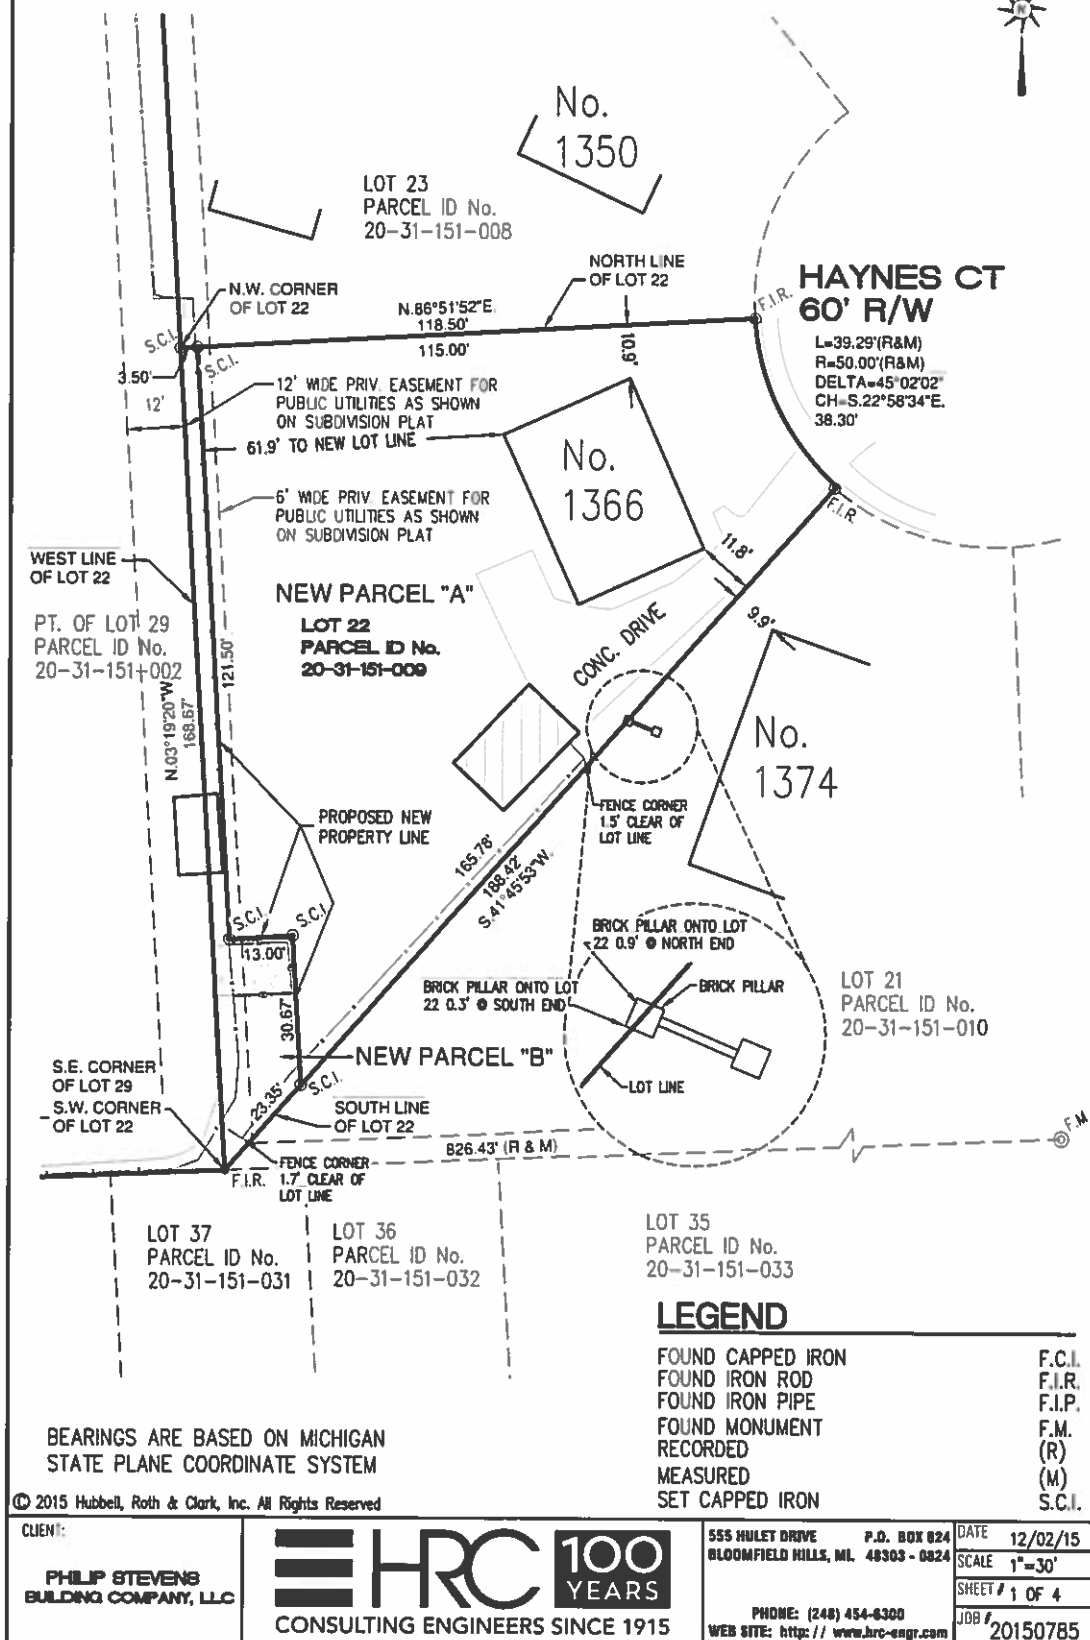 No.
1350
LOT 23
PARCEL ID No.
20-31-151-008
N.W. CORNER
OF LOT 22
NORTH LINE
OF LOT 22
N.86°51'52"E.
118.50'
115.00'
10.9'
F.I.R.
HAYNES CT
60' R/W
L=39.29'(R&M)
R=50.00'(R&M)
DELTA=45°02'02"
CH=S.22°58'34"E.
38.30'
S.C.I.
S.C.I.
3.50'
12'
12' WIDE PRIV. EASEMENT FOR
PUBLIC UTILITIES AS SHOWN
ON SUBDIVISION PLAT
61.9' TO NEW LOT LINE
No.
1366
6' WIDE PRIV. EASEMENT FOR
PUBLIC UTILITIES AS SHOWN
ON SUBDIVISION PLAT
F.I.R.
11.8'
9.9'
WEST LINE
OF LOT 22
NEW PARCEL "A"
LOT 22
PARCEL ID No.
20-31-151-009
PT. OF LOT 29
PARCEL ID No.
20-31-151-002
121.50'
N.03°19'20"W.
168.67'
CONC. DRIVE
No.
1374
PROPOSED NEW
PROPERTY LINE
FENCE CORNER
1.5' CLEAR OF
LOT LINE
165.78'
188.42'
S.41°45'53"W.
S.C.I.
S.C.I.
13.00'
30.67'
BRICK PILLAR ONTO LOT
22 0.9' @ NORTH END
BRICK PILLAR ONTO LOT
22 0.3' @ SOUTH END
BRICK PILLAR
LOT LINE
LOT 21
PARCEL ID No.
20-31-151-010
NEW PARCEL "B"
S.E. CORNER
OF LOT 29
S.W. CORNER
OF LOT 22
S.C.I.
23.35'
SOUTH LINE
OF LOT 22
826.43' (R & M)
F.M.
FENCE CORNER
1.7' CLEAR OF
LOT LINE
F.I.R.
LOT 37
PARCEL ID No.
20-31-151-031
LOT 36
PARCEL ID No.
20-31-151-032
LOT 35
PARCEL ID No.
20-31-151-033
LEGEND
FOUND CAPPED IRON F.C.I.
FOUND IRON ROD F.I.R.
FOUND IRON PIPE F.I.P.
FOUND MONUMENT F.M.
RECORDED (R)
MEASURED (M)
SET CAPPED IRON S.C.I.
BEARINGS ARE BASED ON MICHIGAN
STATE PLANE COORDINATE SYSTEM
© 2015 Hubbell, Roth & Clark, Inc. All Rights Reserved
CLIENT:
PHILIP STEVENS
BUILDING COMPANY, LLC
HRC
100
YEARS
CONSULTING ENGINEERS SINCE 1915
555 HULET DRIVE P.O. BOX 824
BLOOMFIELD HILLS, MI. 48303 - 0824
PHONE: (248) 454-6300
WEB SITE: http:// www.hrc-engr.com
DATE 12/02/15
SCALE 1"=30'
SHEET # 1 OF 4
JOB # 20150785